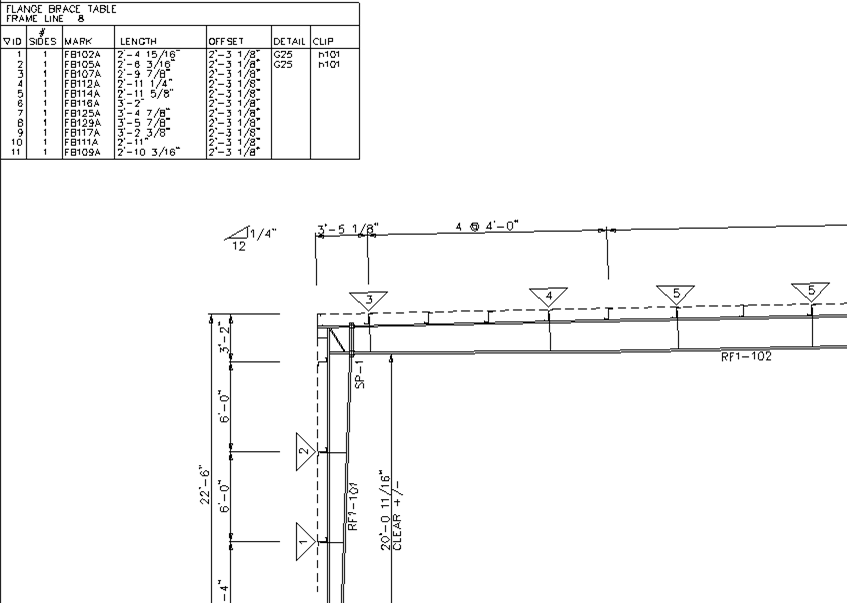 FLANGE BRACE TABLE
FRAME LINE 8
▽ID # SIDES MARK LENGTH OFFSET DETAIL CLIP
1 1 FB102A 2'-4 15/16" 2'-3 1/8" G25 h101
2 1 FB105A 2'-6 3/16" 2'-3 1/8" G25 h101
3 1 FB107A 2'-9 7/8" 2'-3 1/8"
4 1 FB112A 2'-11 1/4" 2'-3 1/8"
5 1 FB114A 2'-11 5/8" 2'-3 1/8"
6 1 FB116A 3'-2" 2'-3 1/8"
7 1 FB125A 3'-4 7/8" 2'-3 1/8"
8 1 FB129A 3'-5 7/8" 2'-3 1/8"
9 1 FB117A 3'-2 3/8" 2'-3 1/8"
10 1 FB111A 2'-11" 2'-3 1/8"
11 1 FB109A 2'-10 3/16" 2'-3 1/8"
1/4"
12
3'-5 1/8"
4 @ 4'-0"
3
4
5
5
3'-2"
SP-1
RF1-102
6'-0"
2
22'-6"
6'-0"
RF1-101
20'-0 11/16"
CLEAR +/-
1